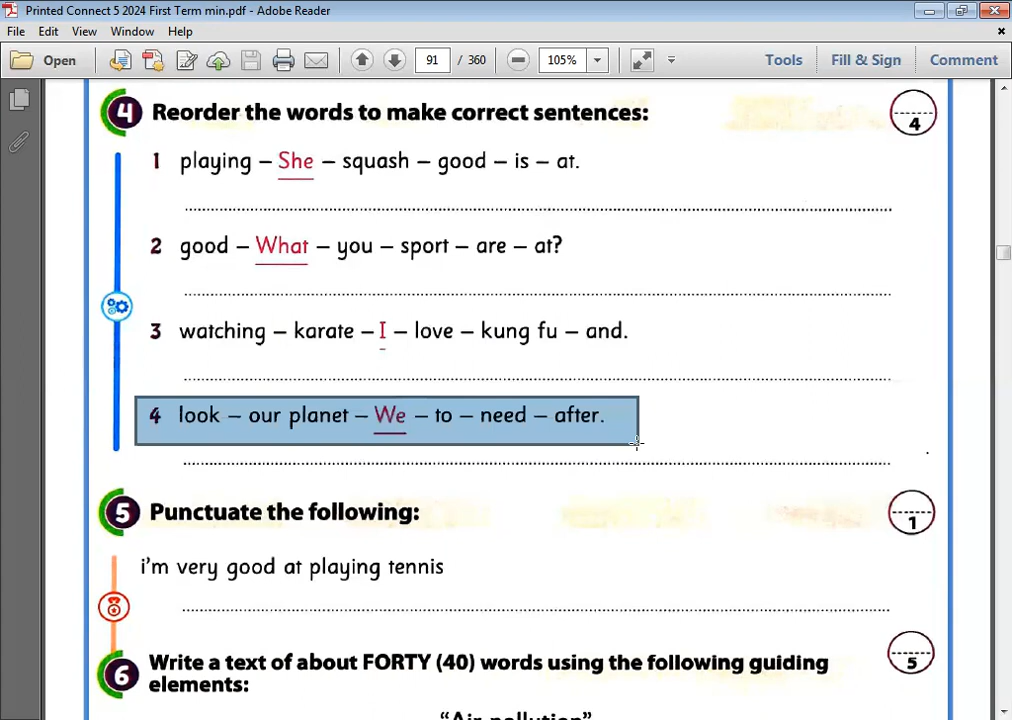 Printed Connect 5 2024 First Term min.pdf - Adobe Reader
File Edit View Window Help
Open 91 / 360 105% Tools Fill & Sign Comment
4 Reorder the words to make correct sentences: 4
1 playing – She – squash – good – is – at.
2 good – What – you – sport – are – at?
3 watching – karate – I – love – kung fu – and.
4 look – our planet – We – to – need – after.
5 Punctuate the following: 1
i'm very good at playing tennis
6 Write a text of about FORTY (40) words using the following guiding 5
elements:
“Air pollution”